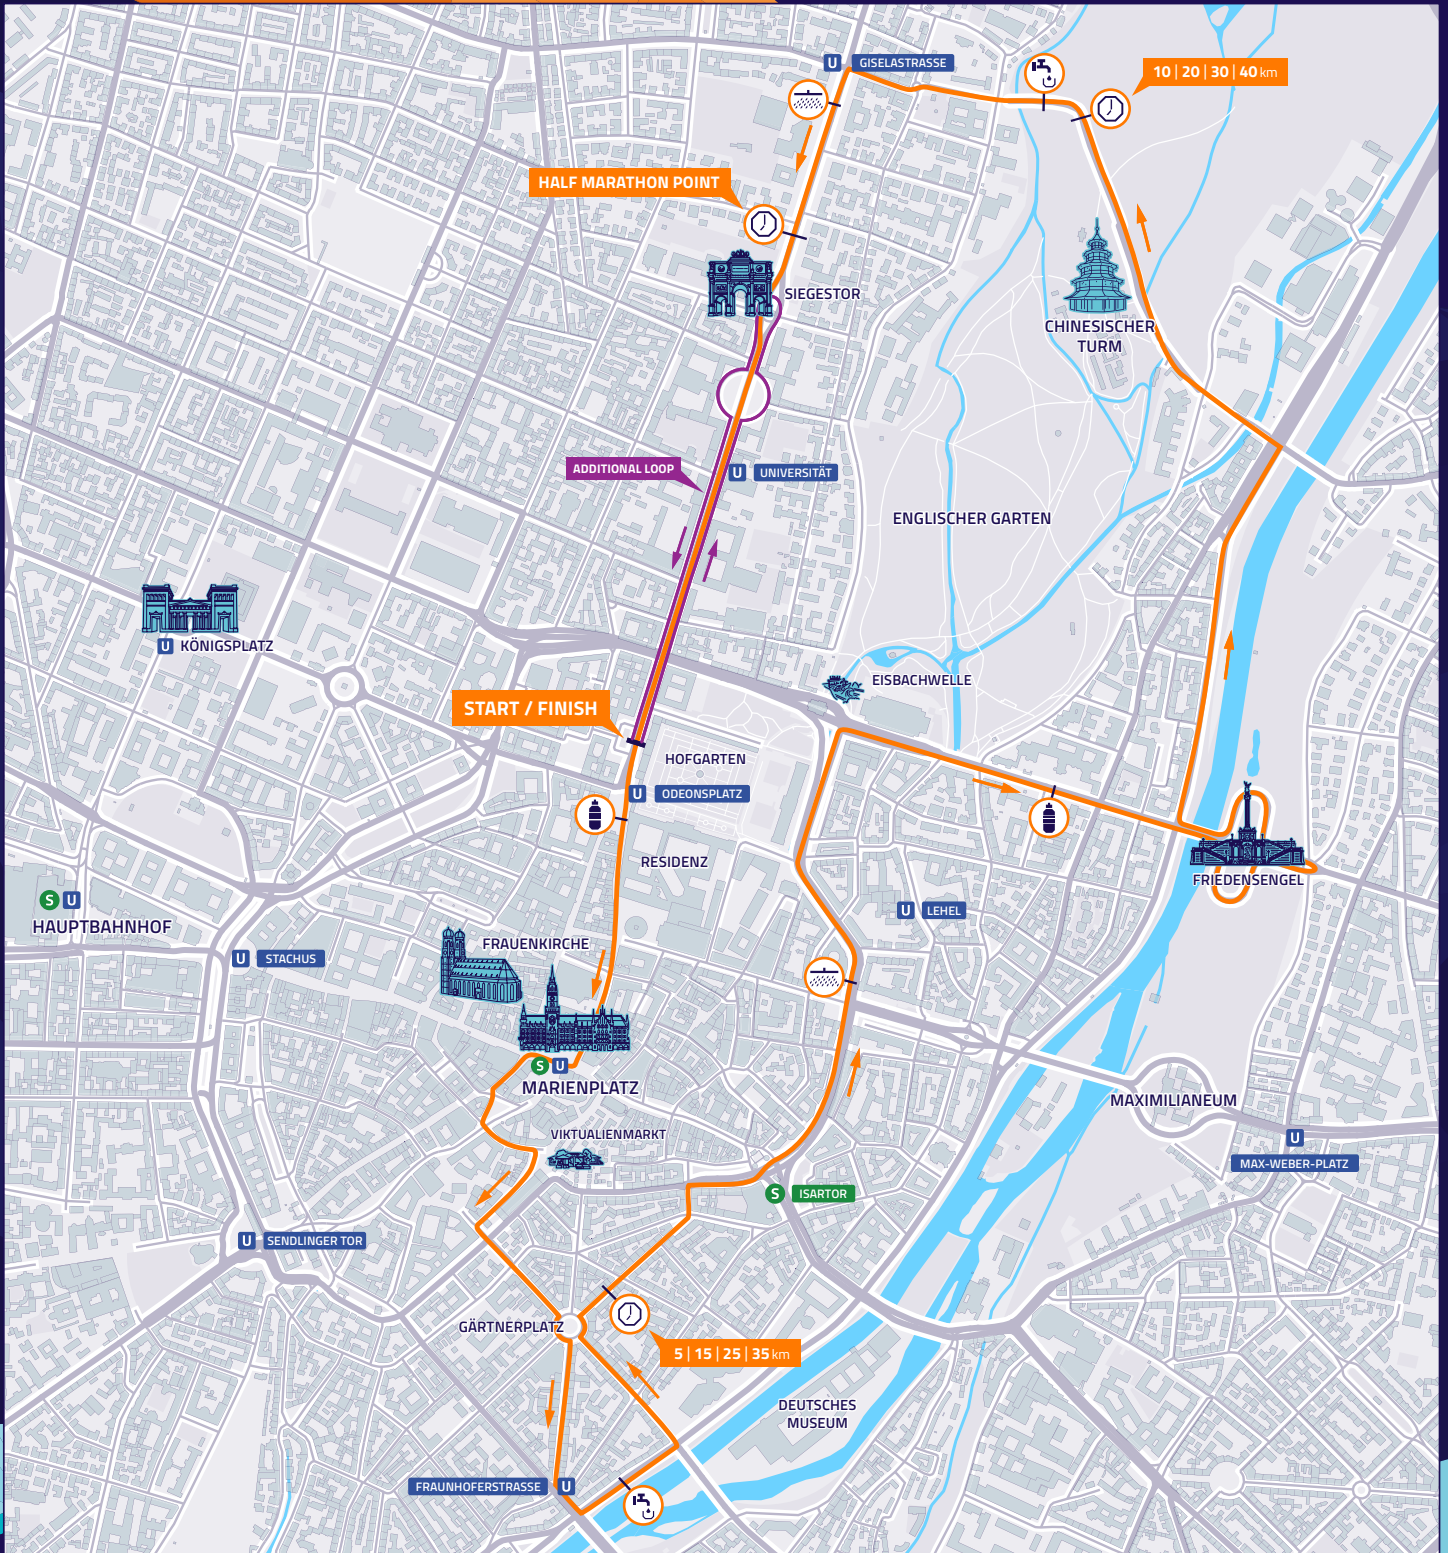 U GISELASTRASSE
10 | 20 | 30 | 40 km
HALF MARATHON POINT
SIEGESTOR
CHINESISCHER
TURM
ADDITIONAL LOOP
U UNIVERSITÄT
ENGLISCHER GARTEN
U KÖNIGSPLATZ
EISBACHWELLE
START / FINISH
HOFGARTEN
U ODEONSPLATZ
RESIDENZ
FRIEDENSENGEL
S U
HAUPTBAHNHOF
U LEHEL
FRAUENKIRCHE
U STACHUS
S U
MARIENPLATZ
MAXIMILIANEUM
VIKTUALIENMARKT
U
MAX-WEBER-PLATZ
S ISARTOR
U SENDLINGER TOR
GÄRTNERPLATZ
5 | 15 | 25 | 35 km
DEUTSCHES
MUSEUM
FRAUNHOFERSTRASSE U